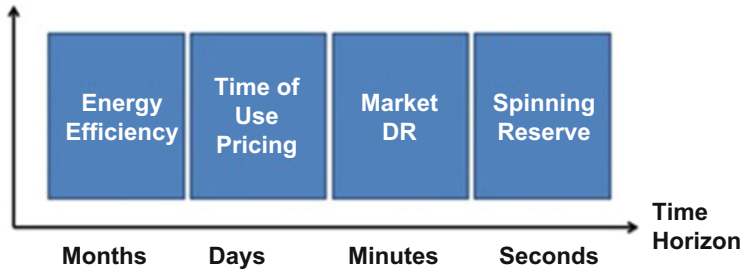 Energy
Efficiency
Time of
Use
Pricing
Market
DR
Spinning
Reserve
Time
Horizon
Months
Days
Minutes
Seconds